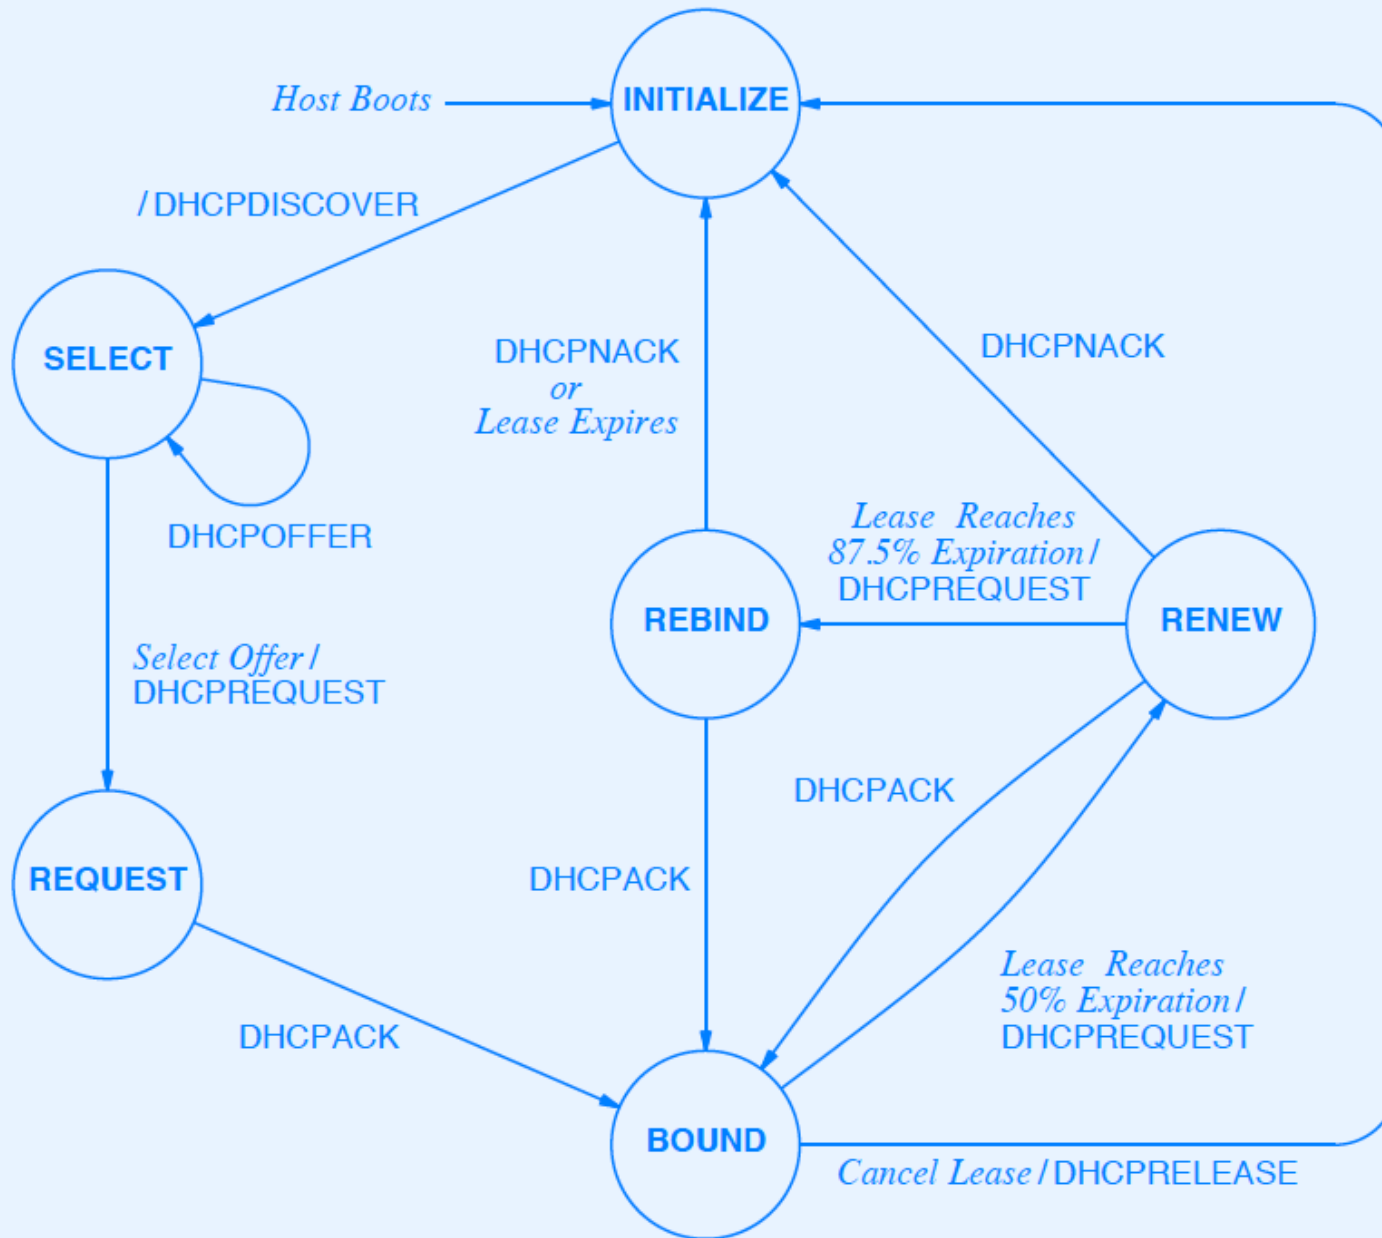 Host Boots
INITIALIZE
/DHCPDISCOVER
SELECT
DHCPNACK
or
Lease Expires
DHCPNACK
DHCPOFFER
Lease Reaches
87.5% Expiration/
DHCPREQUEST
REBIND
RENEW
Select Offer/
DHCPREQUEST
DHCPACK
REQUEST
DHCPACK
Lease Reaches
50% Expiration/
DHCPREQUEST
DHCPACK
BOUND
Cancel Lease/DHCPRELEASE